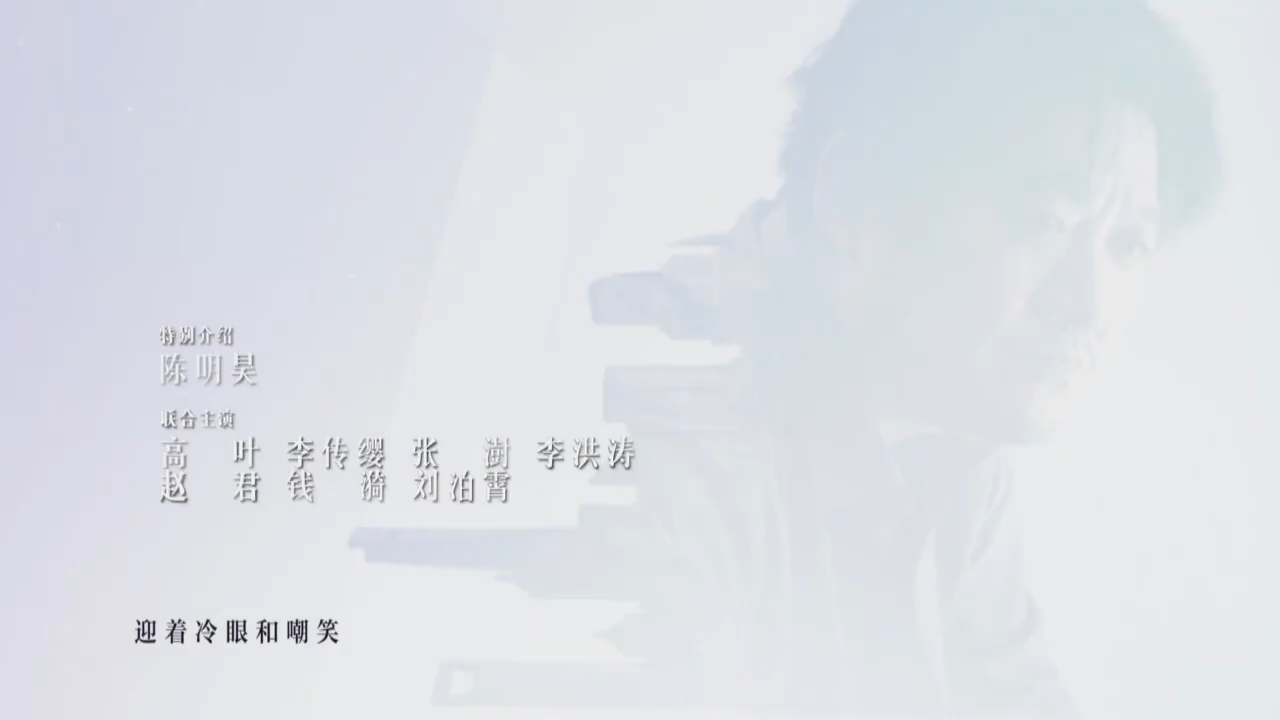 特别介绍
陈明昊
联合主演
高 叶 李传缨 张 澍 李洪涛
赵 君 钱 漪 刘泊霄
迎着冷眼和嘲笑